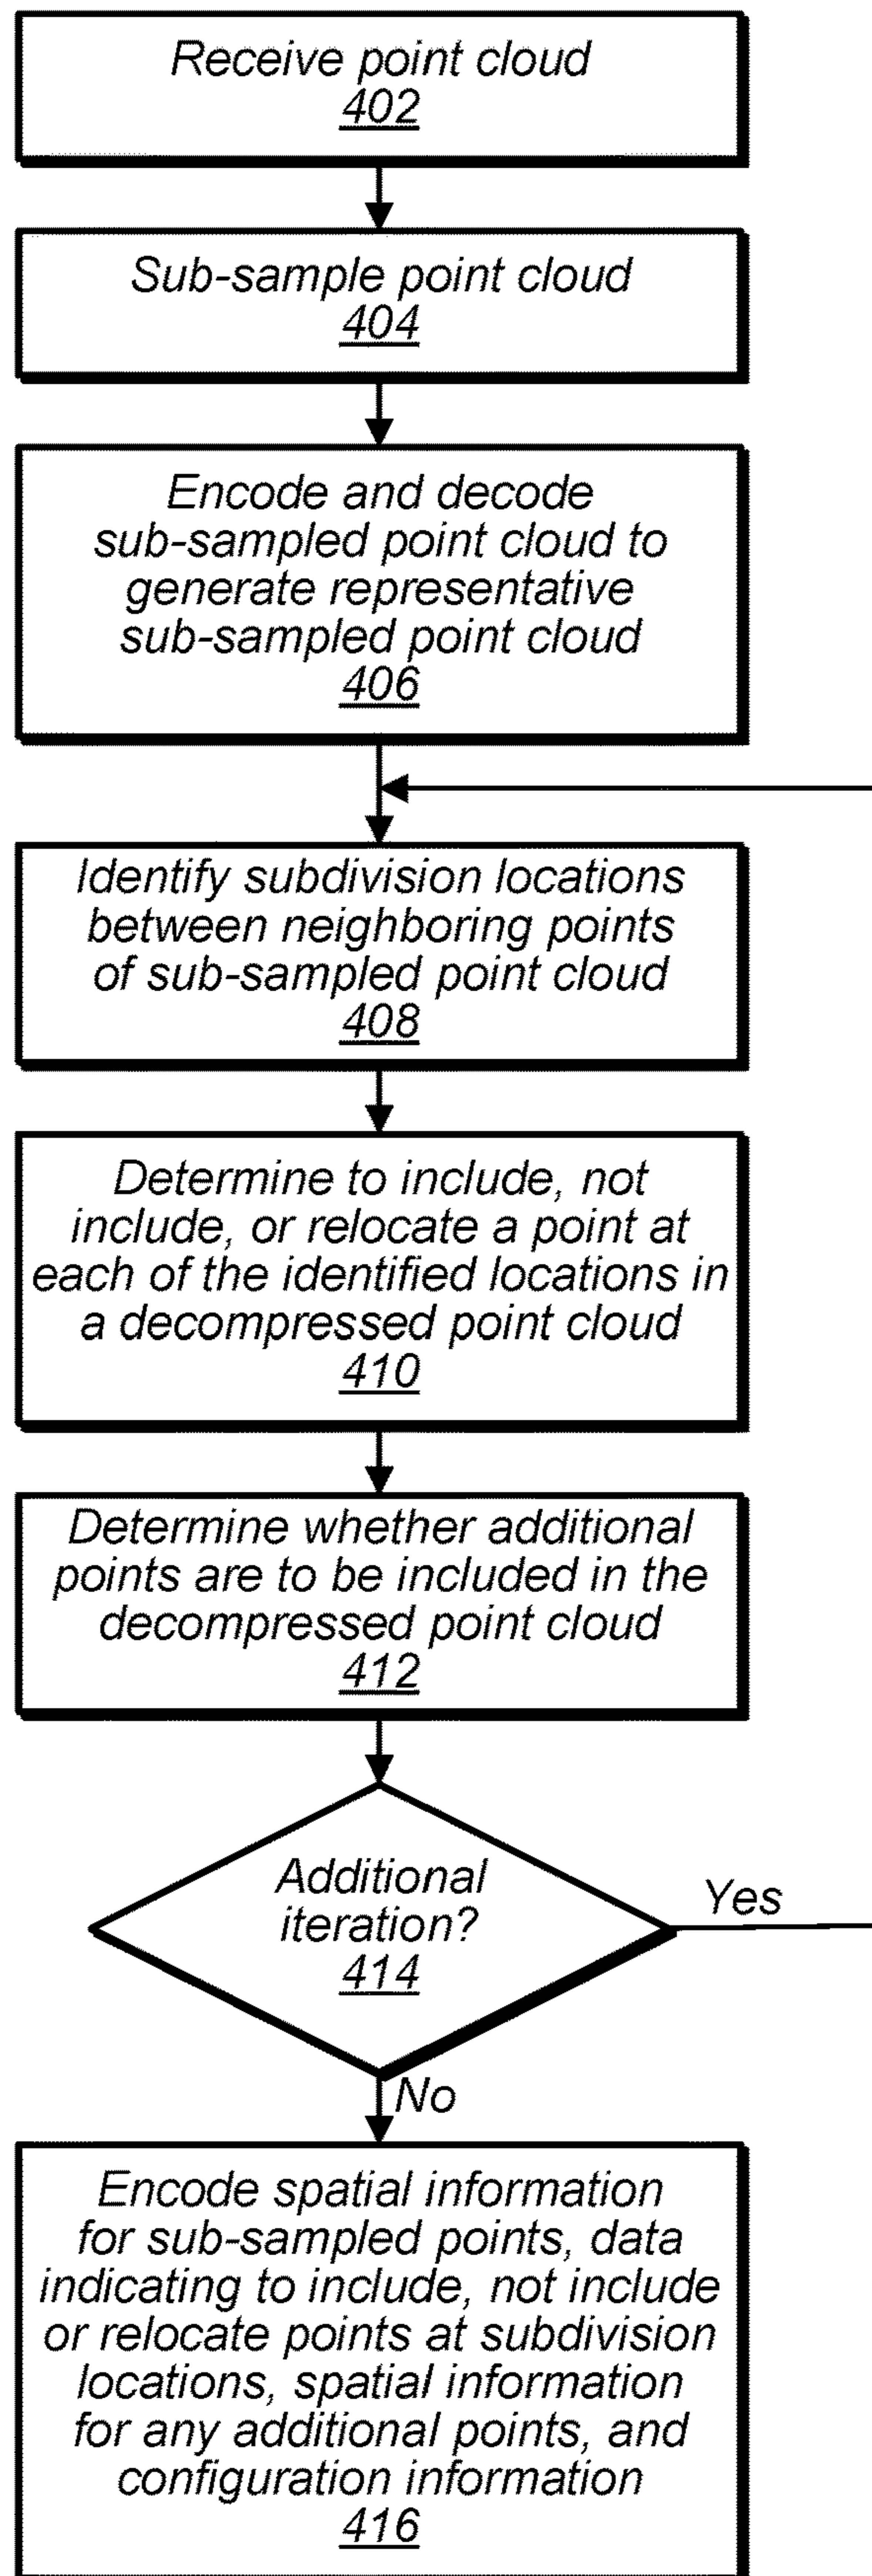 Receive point cloud
402
Sub-sample point cloud
404
Encode and decode
sub-sampled point cloud to
generate representative
sub-sampled point cloud
406
Identify subdivision locations
between neighboring points
of sub-sampled point cloud
408
Determine to include, not
include, or relocate a point at
each of the identified locations in
a decompressed point cloud
410
Determine whether additional
points are to be included in the
decompressed point cloud
412
Additional
iteration?
414
Yes
No
Encode spatial information
for sub-sampled points, data
indicating to include, not include
or relocate points at subdivision
locations, spatial information
for any additional points, and
configuration information
416